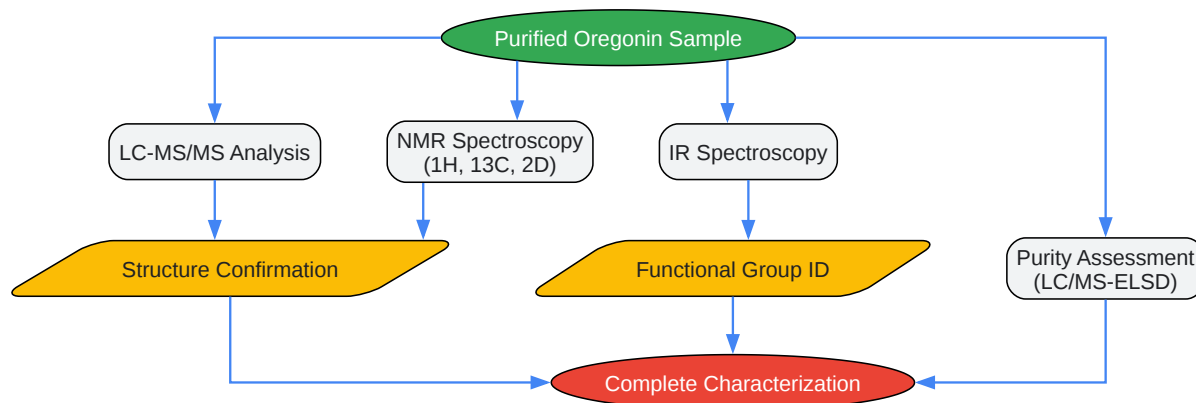 Purified Oregonin Sample
LC-MS/MS Analysis
NMR Spectroscopy
(1H, 13C, 2D)
IR Spectroscopy
Structure Confirmation
Functional Group ID
Purity Assessment
(LC/MS-ELSD)
Complete Characterization